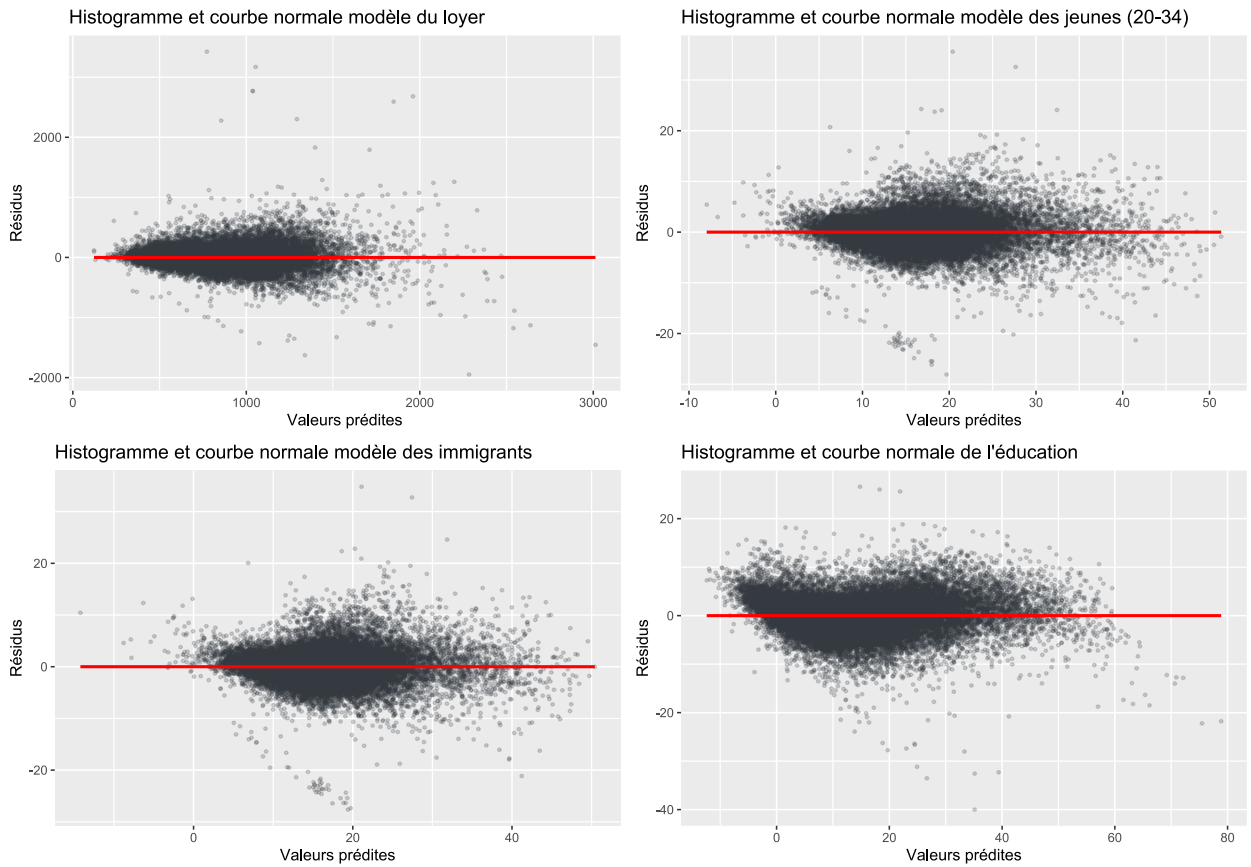 Histogramme et courbe normale modèle du loyer
2000
0
-2000
Résidus
0
1000
2000
3000
Valeurs prédites
Histogramme et courbe normale modèle des jeunes (20-34)
20
0
-20
Résidus
-10
0
10
20
30
40
50
Valeurs prédites
Histogramme et courbe normale modèle des immigrants
20
0
-20
Résidus
0
20
40
Valeurs prédites
Histogramme et courbe normale de l'éducation
20
0
-20
-40
Résidus
0
20
40
60
80
Valeurs prédites